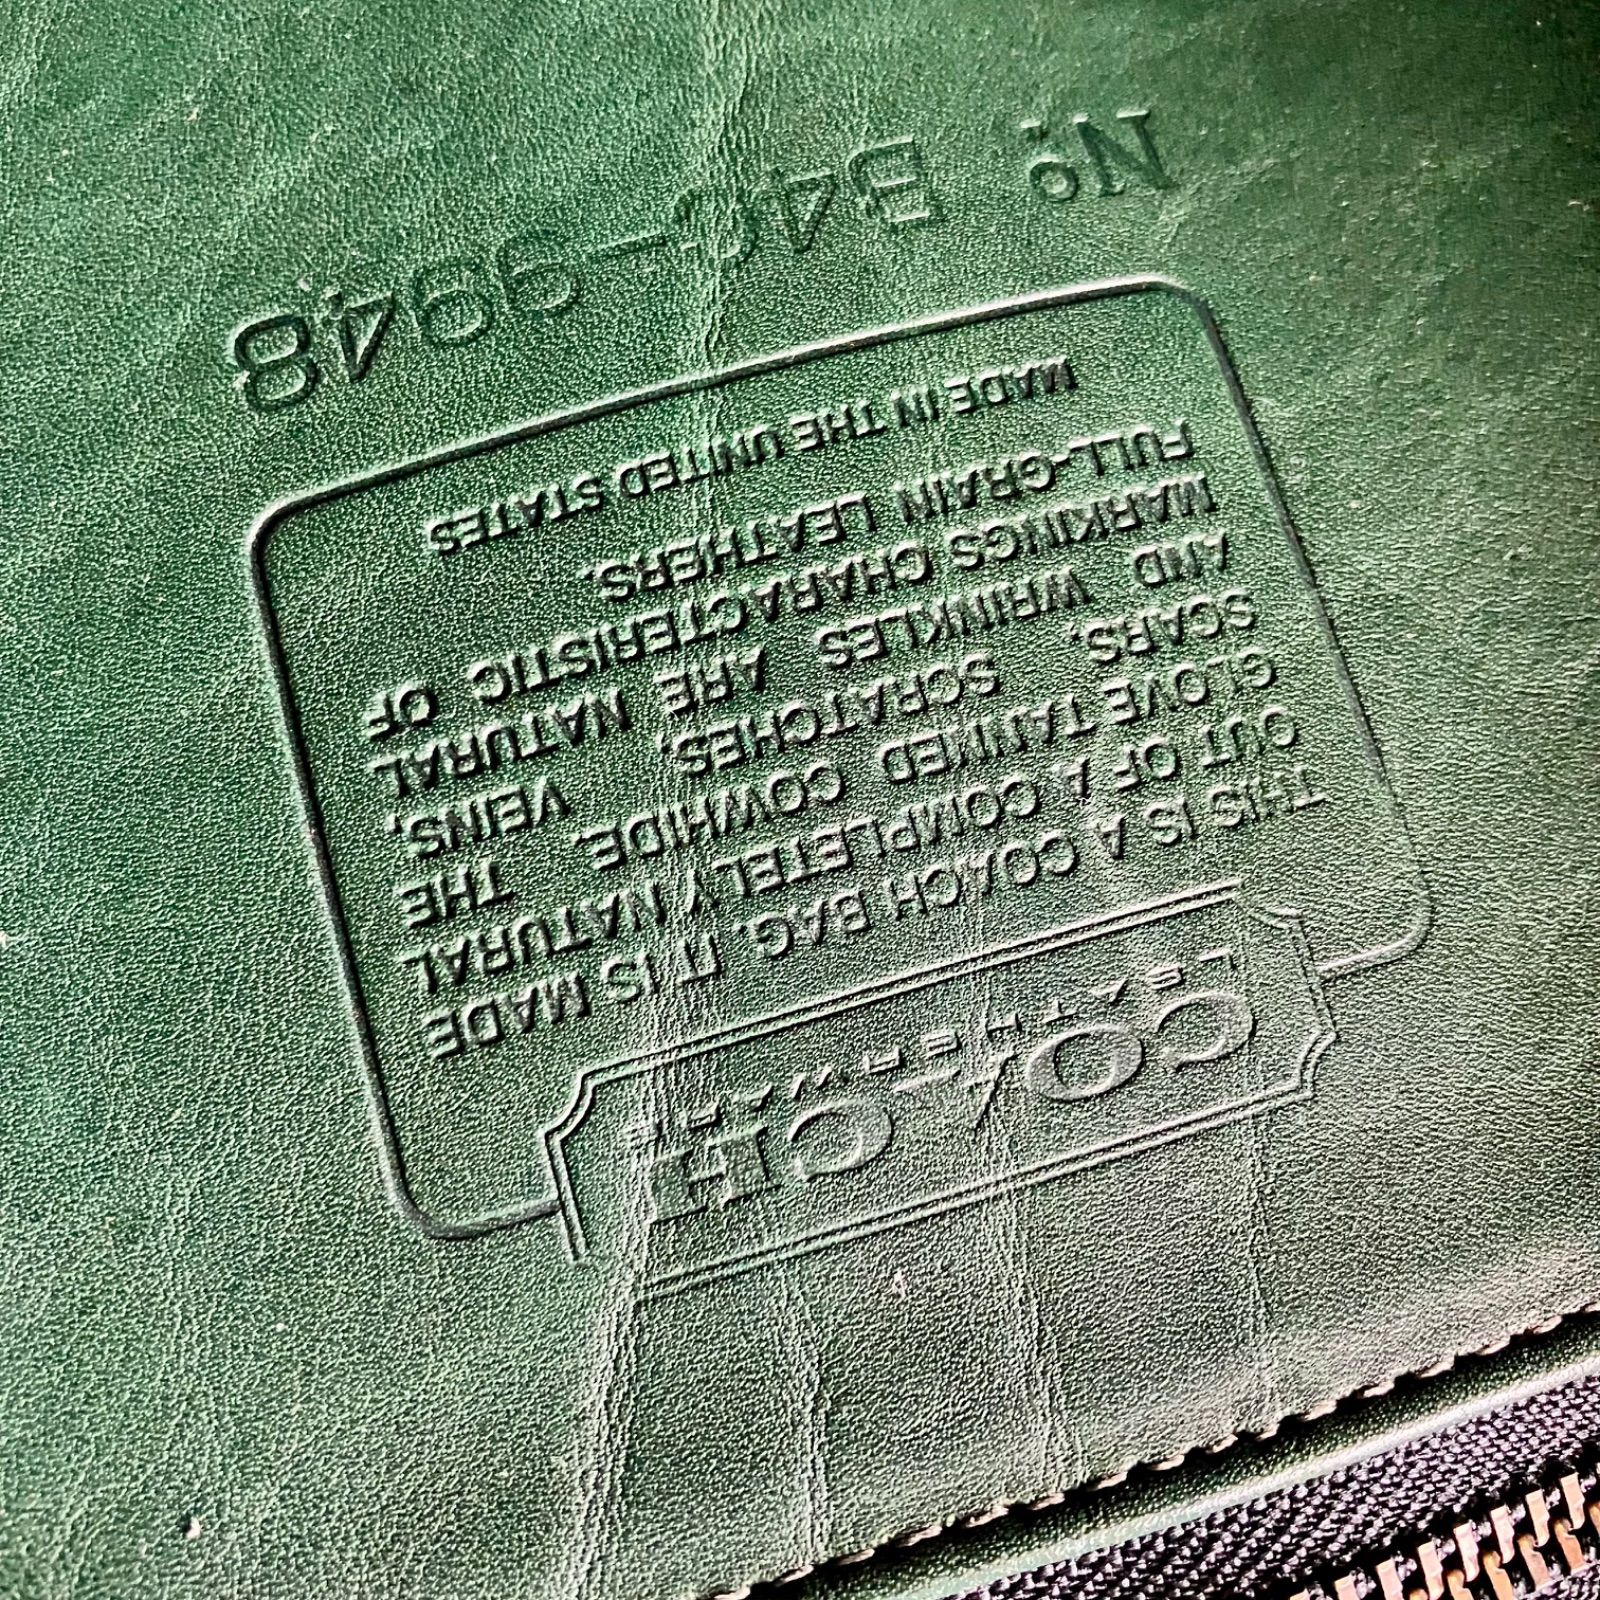 COACH
LEATHERWARE
THIS IS A COACH BAG. IT IS MADE
OUT OF A COMPLETELY NATURAL
GLOVE TANNED COWHIDE. THE
SCARS, SCRATCHES, VEINS,
AND WRINKLES ARE NATURAL
MARKINGS CHARACTERISTIC OF
FULL-GRAIN LEATHERS.
MADE IN THE UNITED STATES
No B4C-9948